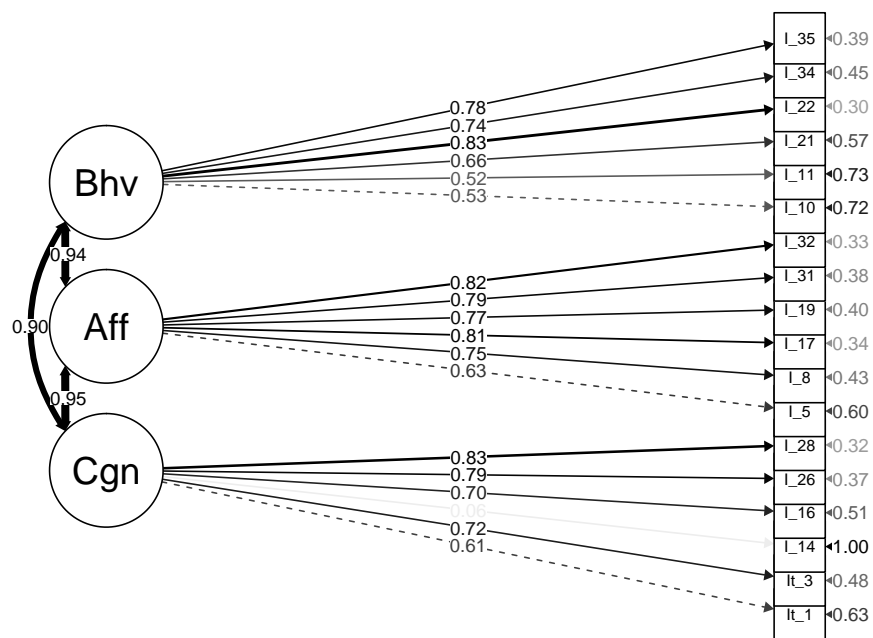 I_35
0.39
I_34
0.45
I_22
0.30
I_21
0.57
I_11
0.73
I_10
0.72
I_32
0.33
I_31
0.38
I_19
0.40
I_17
0.34
I_8
0.43
I_5
0.60
I_28
0.32
I_26
0.37
I_16
0.51
I_14
1.00
It_3
0.48
It_1
0.63
0.78
0.74
0.83
0.66
0.52
0.53
0.82
0.79
0.77
0.81
0.75
0.63
0.83
0.79
0.70
0.06
0.72
0.61
Bhv
0.94
0.90
Aff
0.95
Cgn